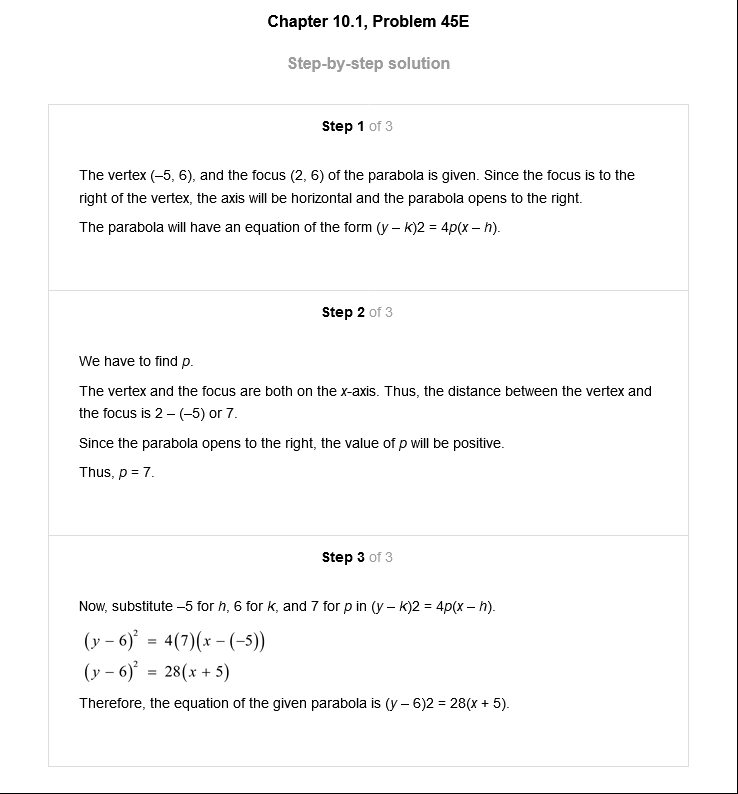 Chapter 10.1, Problem 45E
Step-by-step solution
Step 1 of 3
The vertex (–5, 6), and the focus (2, 6) of the parabola is given. Since the focus is to the
right of the vertex, the axis will be horizontal and the parabola opens to the right.
The parabola will have an equation of the form (y – k)2 = 4p(x – h).
Step 2 of 3
We have to find p.
The vertex and the focus are both on the x-axis. Thus, the distance between the vertex and
the focus is 2 – (–5) or 7.
Since the parabola opens to the right, the value of p will be positive.
Thus, p = 7.
Step 3 of 3
Now, substitute –5 for h, 6 for k, and 7 for p in (y – k)2 = 4p(x – h).
(y – 6)² = 4(7)(x – (–5))
(y – 6)² = 28(x + 5)
Therefore, the equation of the given parabola is (y – 6)2 = 28(x + 5).